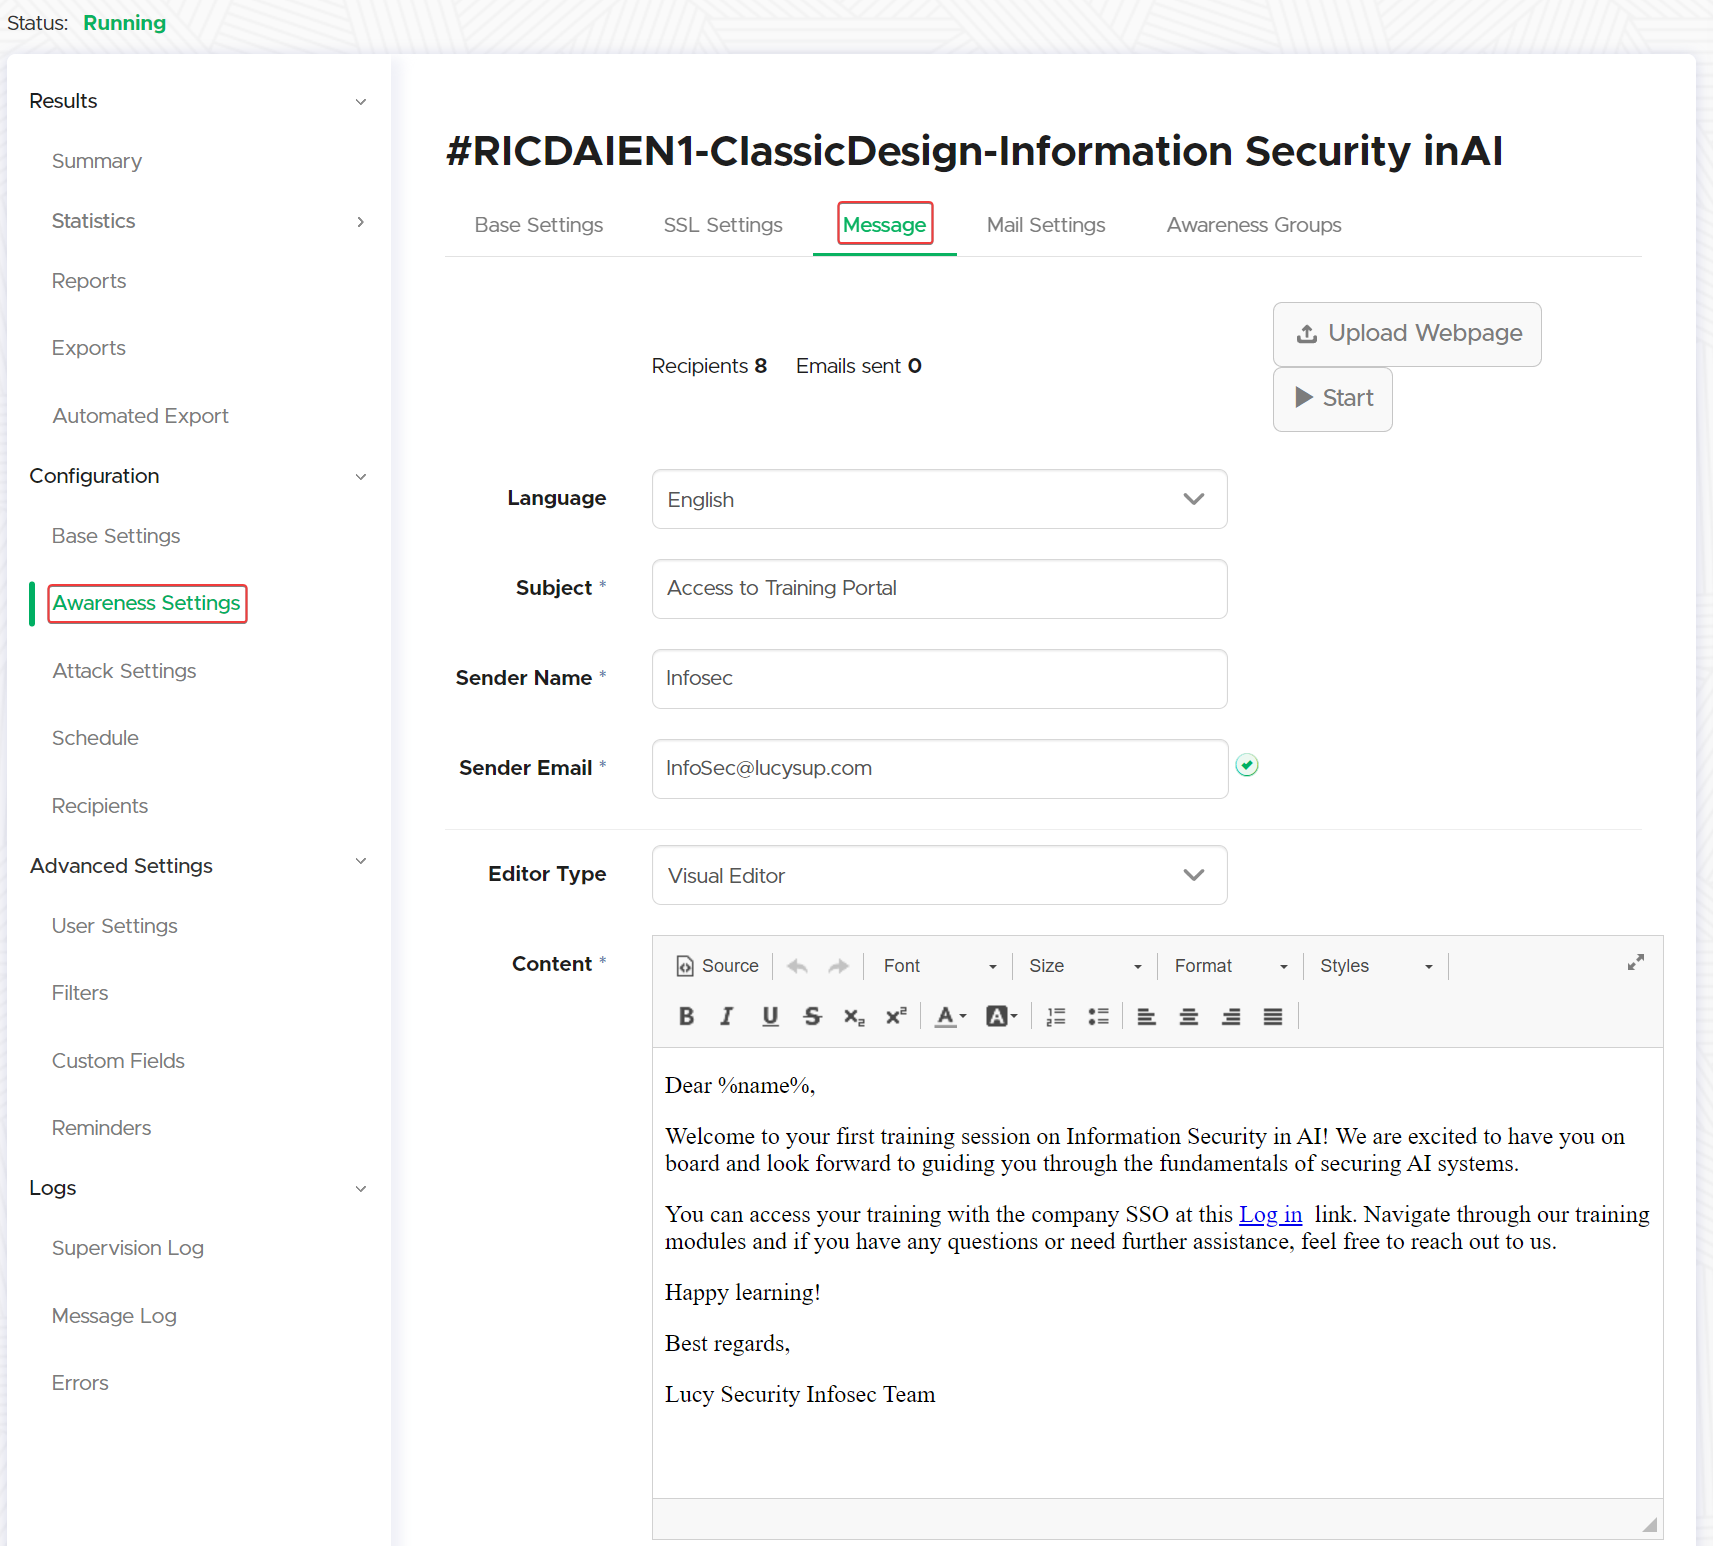 Status: Running
Results
Summary
Statistics
Reports
Exports
Automated Export
Configuration
Base Settings
Awareness Settings
Attack Settings
Schedule
Recipients
Advanced Settings
User Settings
Filters
Custom Fields
Reminders
Logs
Supervision Log
Message Log
Errors
#RICDAIEN1-ClassicDesign-Information Security inAI
Base Settings SSL Settings Message Mail Settings Awareness Groups
Recipients 8 Emails sent 0
Upload Webpage
Start
Language English
Subject * Access to Training Portal
Sender Name * Infosec
Sender Email * InfoSec@lucysup.com
Editor Type Visual Editor
Content *
Source Font Size Format Styles
B I U S x₂ x² A A
Dear %name%,
Welcome to your first training session on Information Security in AI! We are excited to have you on
board and look forward to guiding you through the fundamentals of securing AI systems.
You can access your training with the company SSO at this Log in link. Navigate through our training
modules and if you have any questions or need further assistance, feel free to reach out to us.
Happy learning!
Best regards,
Lucy Security Infosec Team